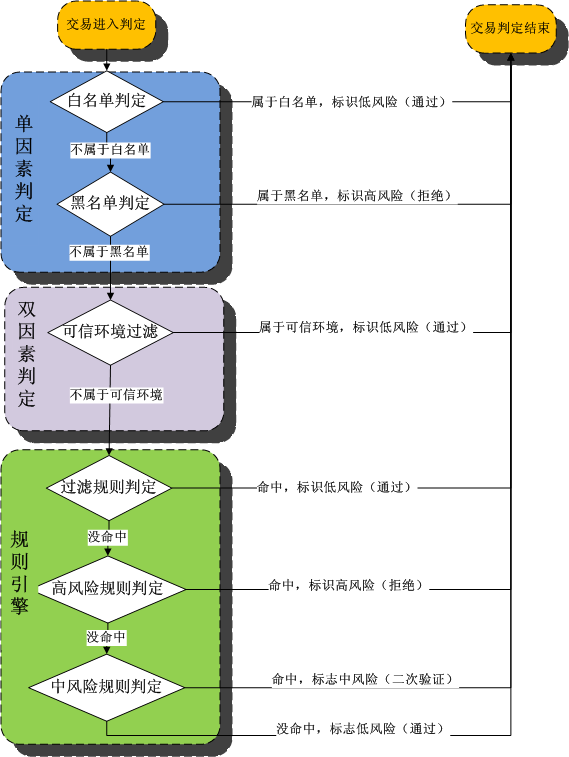 交易进入判定
交易判定结束
单因素判定
白名单判定
属于白名单，标识低风险（通过）
不属于白名单
黑名单判定
属于黑名单，标识高风险（拒绝）
不属于黑名单
双因素判定
可信环境过滤
属于可信环境，标识低风险（通过）
不属于可信环境
规则引擎
过滤规则判定
命中，标识低风险（通过）
没命中
高风险规则判定
命中，标识高风险（拒绝）
没命中
中风险规则判定
命中，标志中风险（二次验证）
没命中，标志低风险（通过）